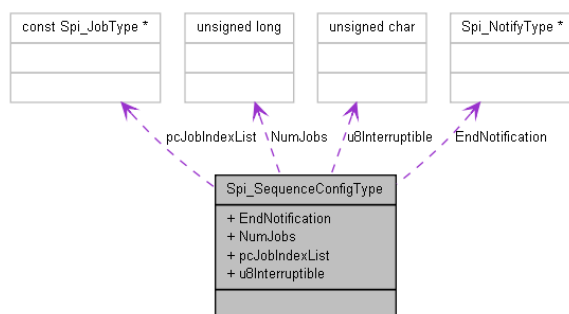 const Spi_JobType *
unsigned long
unsigned char
Spi_NotifyType *
pcJobIndexList
NumJobs
u8Interruptible
EndNotification
Spi_SequenceConfigType
+ EndNotification
+ NumJobs
+ pcJobIndexList
+ u8Interruptible